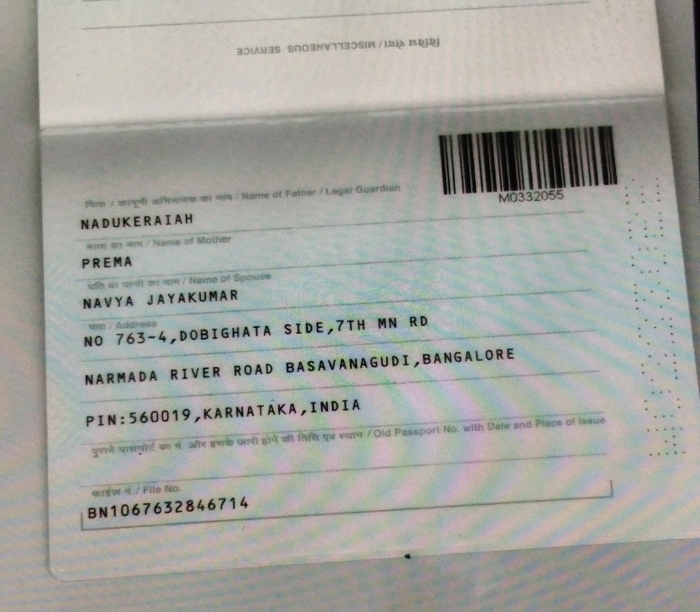 विविध सेवाएं / MISCELLANEOUS SERVICE
M0332055
पिता / कानूनी अभिभावक का नाम / Name of Father / Legal Guardian
NADUKERAIAH
माता का नाम / Name of Mother
PREMA
पति या पत्नी का नाम / Name of Spouse
NAVYA JAYAKUMAR
पता / Address
NO 763-4,DOBIGHATA SIDE,7TH MN RD
NARMADA RIVER ROAD BASAVANAGUDI,BANGALORE
PIN:560019,KARNATAKA,INDIA
पुराने पासपोर्ट का नं. और इसके जारी होने की तिथि एवं स्थान / Old Passport No. with Date and Place of Issue
फाईल नं. / File No.
BN1067632846714